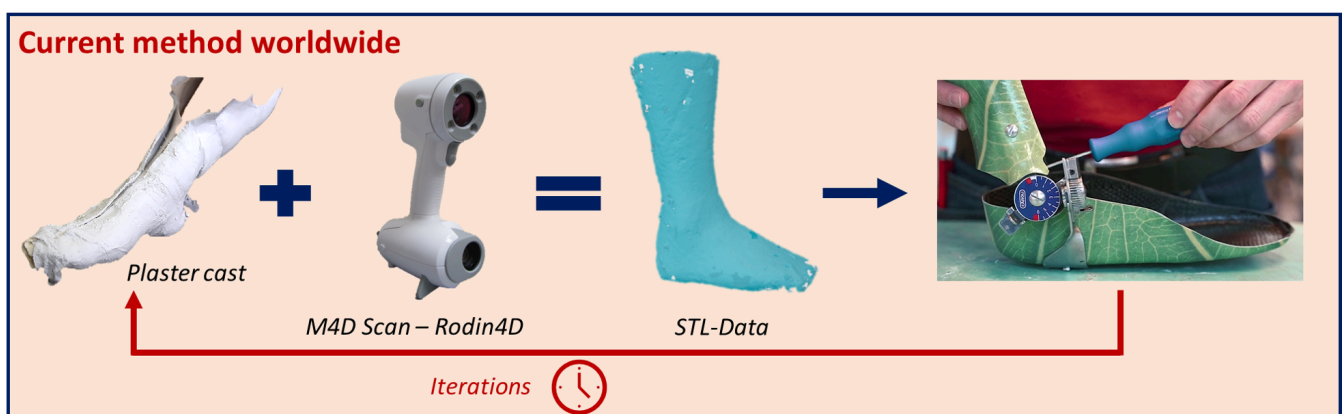 Current method worldwide
Plaster cast
M4D Scan – Rodin4D
STL-Data
Iterations